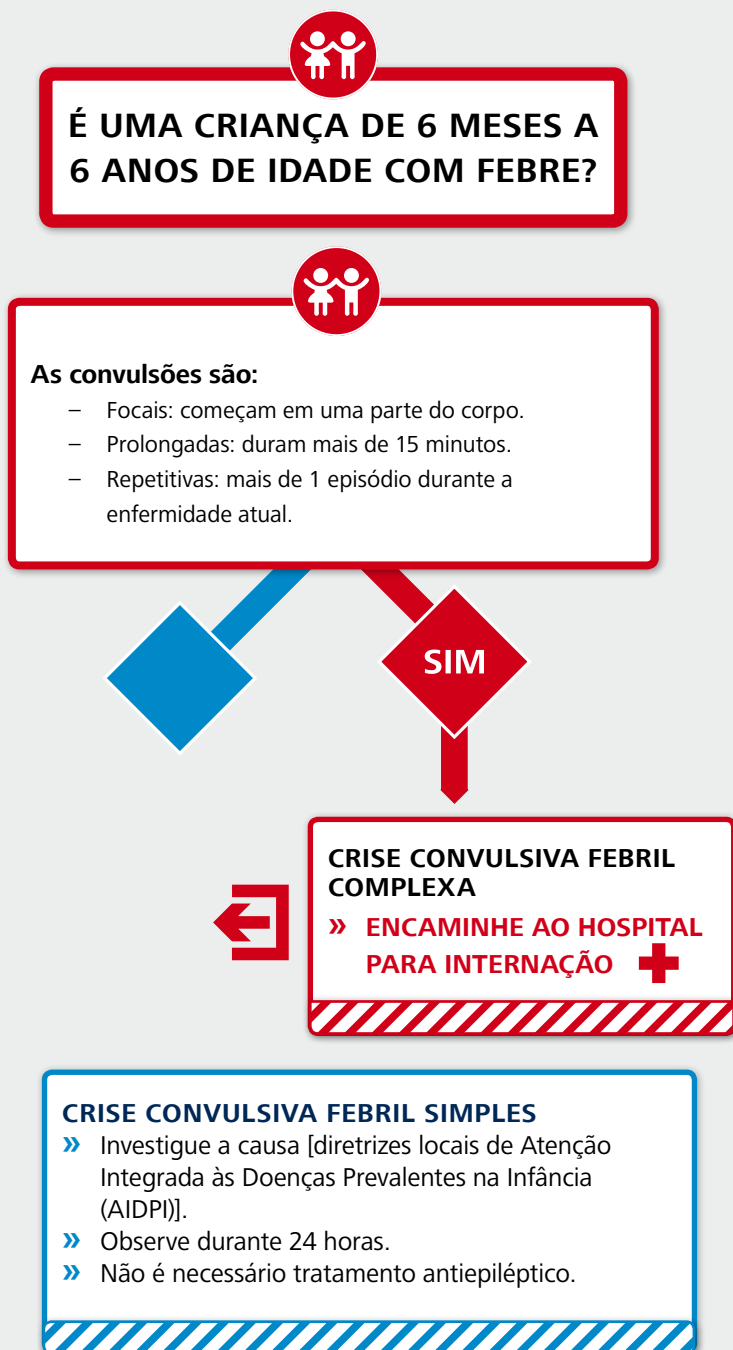 É UMA CRIANÇA DE 6 MESES A
6 ANOS DE IDADE COM FEBRE?
As convulsões são:
– Focais: começam em uma parte do corpo.
– Prolongadas: duram mais de 15 minutos.
– Repetitivas: mais de 1 episódio durante a
enfermidade atual.
SIM
CRISE CONVULSIVA FEBRIL
COMPLEXA
» ENCAMINHE AO HOSPITAL
PARA INTERNAÇÃO
CRISE CONVULSIVA FEBRIL SIMPLES
» Investigue a causa [diretrizes locais de Atenção
Integrada às Doenças Prevalentes na Infância
(AIDPI)].
» Observe durante 24 horas.
» Não é necessário tratamento antiepiléptico.